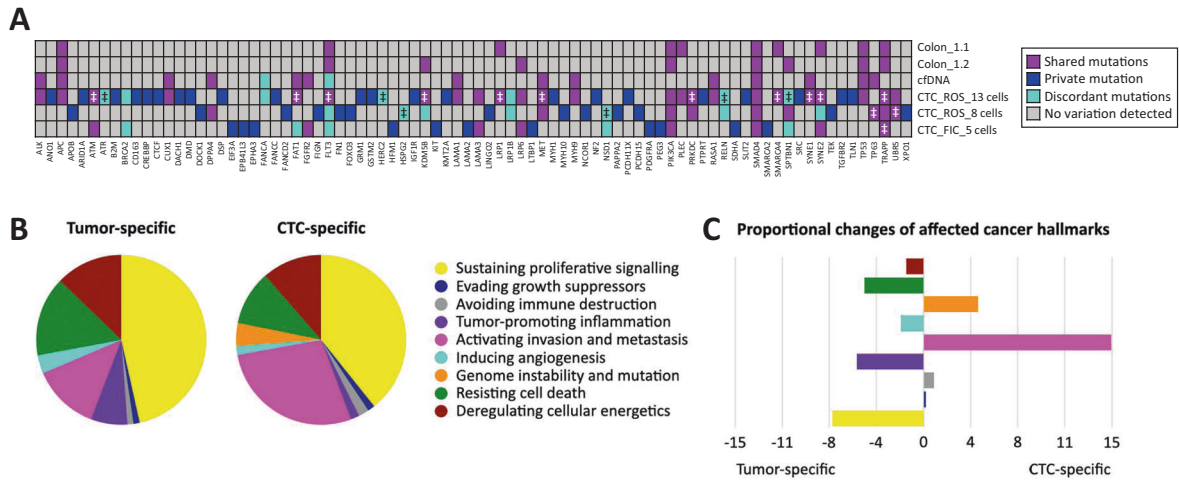 A
Colon_1.1
Colon_1.2
cfDNA
CTC_ROS_13 cells
CTC_ROS_8 cells
CTC_FIC_5 cells
‡ ‡ ‡ ‡ ‡ ‡ ‡ ‡ ‡ ‡ ‡ ‡ ‡ ‡
‡ ‡ ‡ ‡
‡
ALK ANO1 APC APOB ARID1A ATM ATR B2M BRCA2 CD163 CREBBP CTCF CUX1 DACH1 DMD DOCK1 DPPA4 DSP EIF3A EPB41L3 EPHA3 FANCA FANCC FANCD2 FAT1 FGFR2 FIGN FLT3 FN1 FOXO3 GRM1 GSTM2 HERC2 HFM1 HSPG2 IGF1R KDM5B KIT KMT2A LAMA1 LAMA2 LAMA3 LINGO2 LRP1 LRP1B LRP6 LTBP1 MET MYH1 MYH10 MYH9 NCOR1 NF2 NSD1 PAPPA2 PCDH11X PCDH15 PDGFRA PEG3 PIK3CA PLEC PRKDC PTPRT RASA1 RELN SDHA SLIT2 SMAD4 SMARCA2 SMARCA4 SPTBN1 SRC SYNE1 SYNE2 TEK TGFBR2 TLN1 TP53 TP63 TRAPP UBR5 XPO1
Shared mutations
Private mutation
Discordant mutations
No variation detected
B
Tumor-specific
CTC-specific
Sustaining proliferative signalling
Evading growth suppressors
Avoiding immune destruction
Tumor-promoting inflammation
Activating invasion and metastasis
Inducing angiogenesis
Genome instability and mutation
Resisting cell death
Deregulating cellular energetics
C
Proportional changes of affected cancer hallmarks
-15 -11 -8 -4 0 4 8 11 15
Tumor-specific
CTC-specific